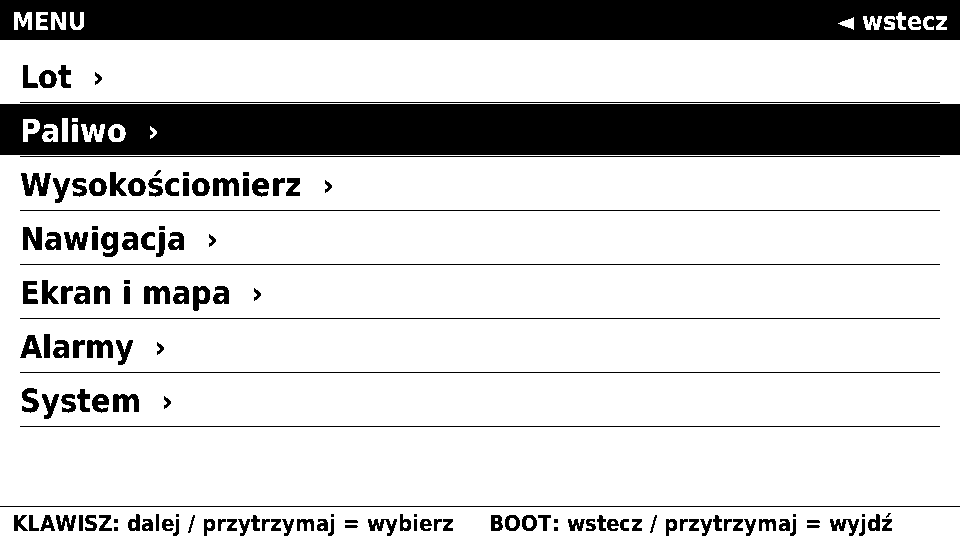 MENU ◄ wstecz
Lot ›
Paliwo ›
Wysokościomierz ›
Nawigacja ›
Ekran i mapa ›
Alarmy ›
System ›
KLAWISZ: dalej / przytrzymaj = wybierz BOOT: wstecz / przytrzymaj = wyjdź